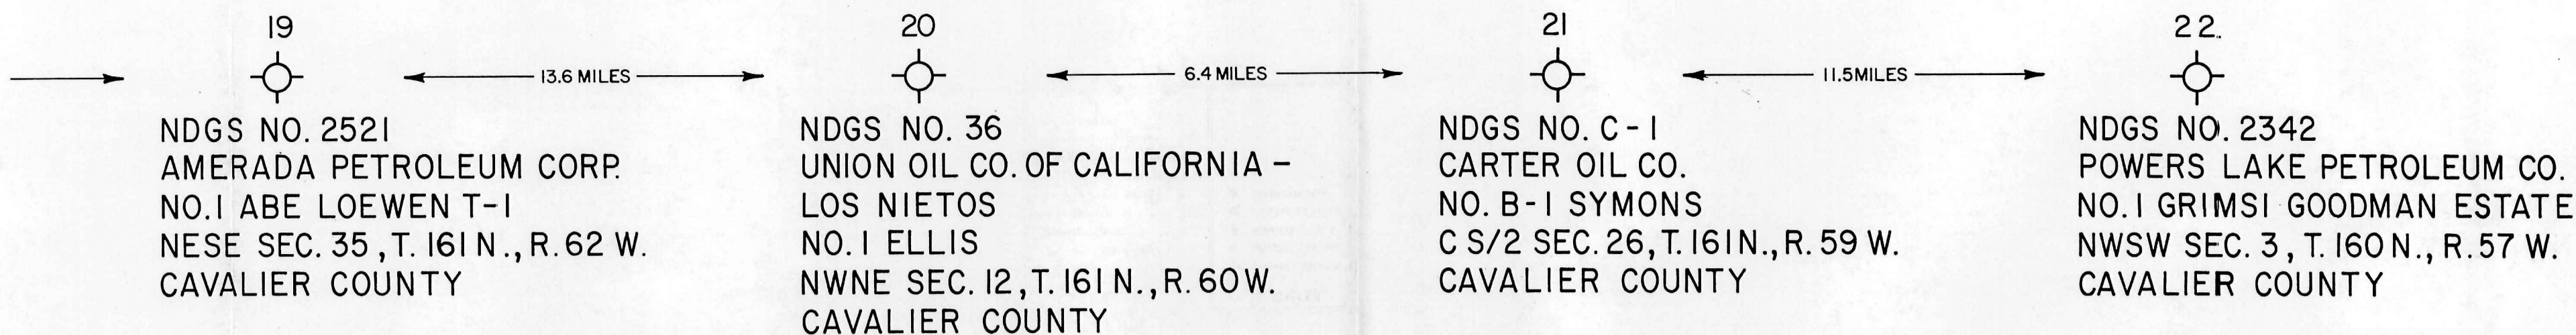 19
13.6 MILES
20
6.4 MILES
21
11.5 MILES
22.
NDGS NO. 2521
AMERADA PETROLEUM CORP.
NO. 1 ABE LOEWEN T-1
NESE SEC. 35, T. 161 N., R. 62 W.
CAVALIER COUNTY
NDGS NO. 36
UNION OIL CO. OF CALIFORNIA -
LOS NIETOS
NO. 1 ELLIS
NWNE SEC. 12, T. 161 N., R. 60 W.
CAVALIER COUNTY
NDGS NO. C-1
CARTER OIL CO.
NO. B-1 SYMONS
C S/2 SEC. 26, T. 161 N., R. 59 W.
CAVALIER COUNTY
NDGS NO. 2342
POWERS LAKE PETROLEUM CO.
NO. 1 GRIMSI GOODMAN ESTATE
NWSW SEC. 3, T. 160 N., R. 57 W.
CAVALIER COUNTY